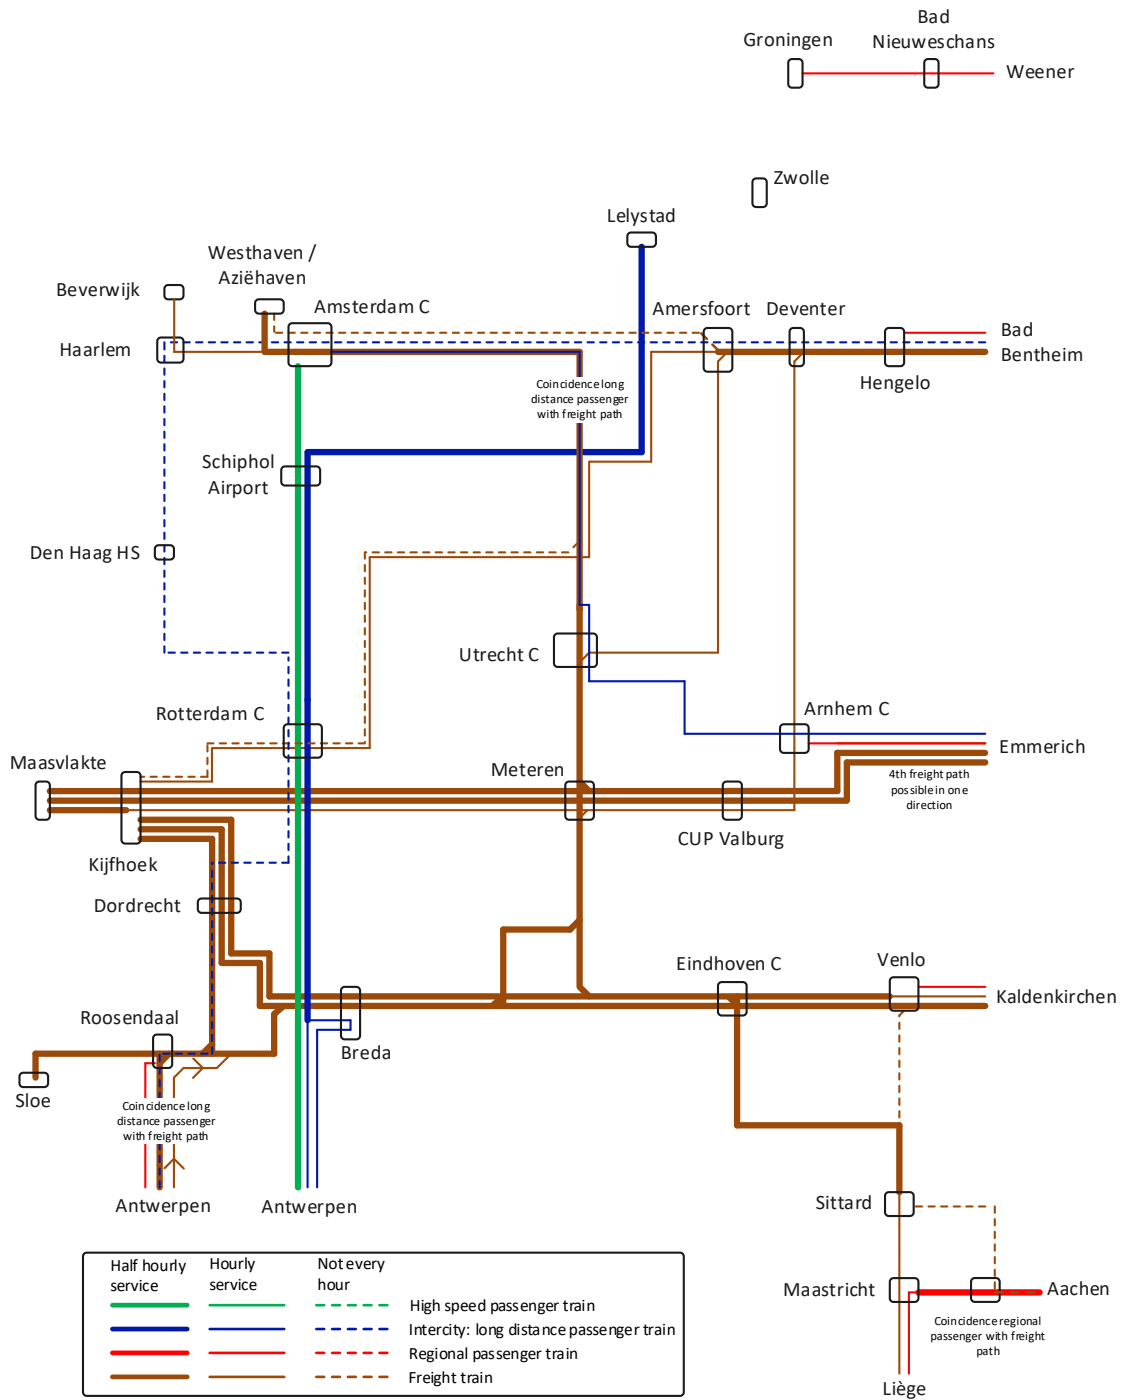 Bad
Groningen
Nieuweschans
Weener
Zwolle
Lelystad
Westhaven /
Aziëhaven
Beverwijk
Amsterdam C
Amersfoort
Deventer
Bad
Bentheim
Haarlem
Hengelo
Coincidence long
distance passenger
with freight path
Schiphol
Airport
Den Haag HS
Utrecht C
Rotterdam C
Arnhem C
Emmerich
Maasvlakte
Meteren
4th freight path
possible in one
direction
CUP Valburg
Kijfhoek
Dordrecht
Eindhoven C
Venlo
Kaldenkirchen
Roosendaal
Breda
Sloe
Coincidence long
distance passenger
with freight path
Antwerpen
Antwerpen
Sittard
Maastricht
Aachen
Coincidence regional
passenger with freight
path
Liège
Half hourly
service
Hourly
service
Not every
hour
High speed passenger train
Intercity: long distance passenger train
Regional passenger train
Freight train